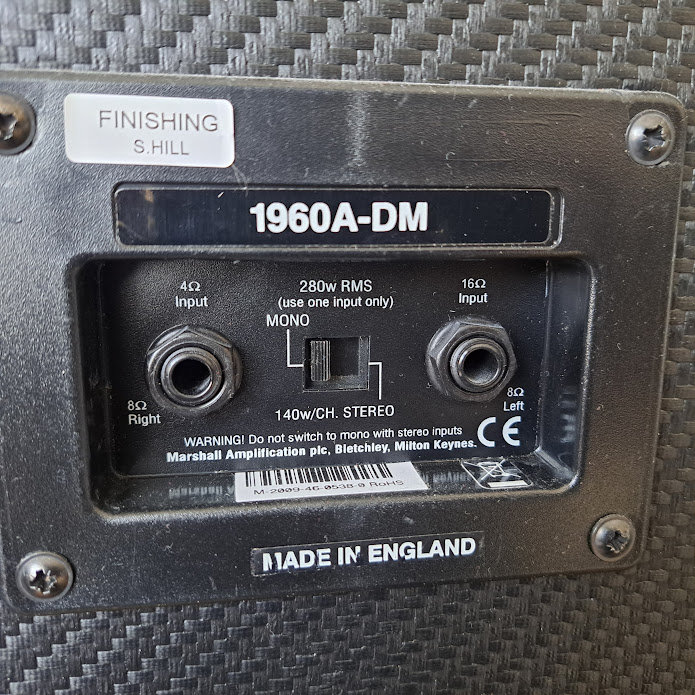 FINISHING
S.HILL
1960A-DM
4Ω
Input
280w RMS
(use one input only)
16Ω
Input
MONO
8Ω
Right
140w/CH. STEREO
8Ω
Left
WARNING! Do not switch to mono with stereo inputs
Marshall Amplification plc, Bletchley, Milton Keynes.
CE
M-2009-46-0538-0 RoHS
MADE IN ENGLAND